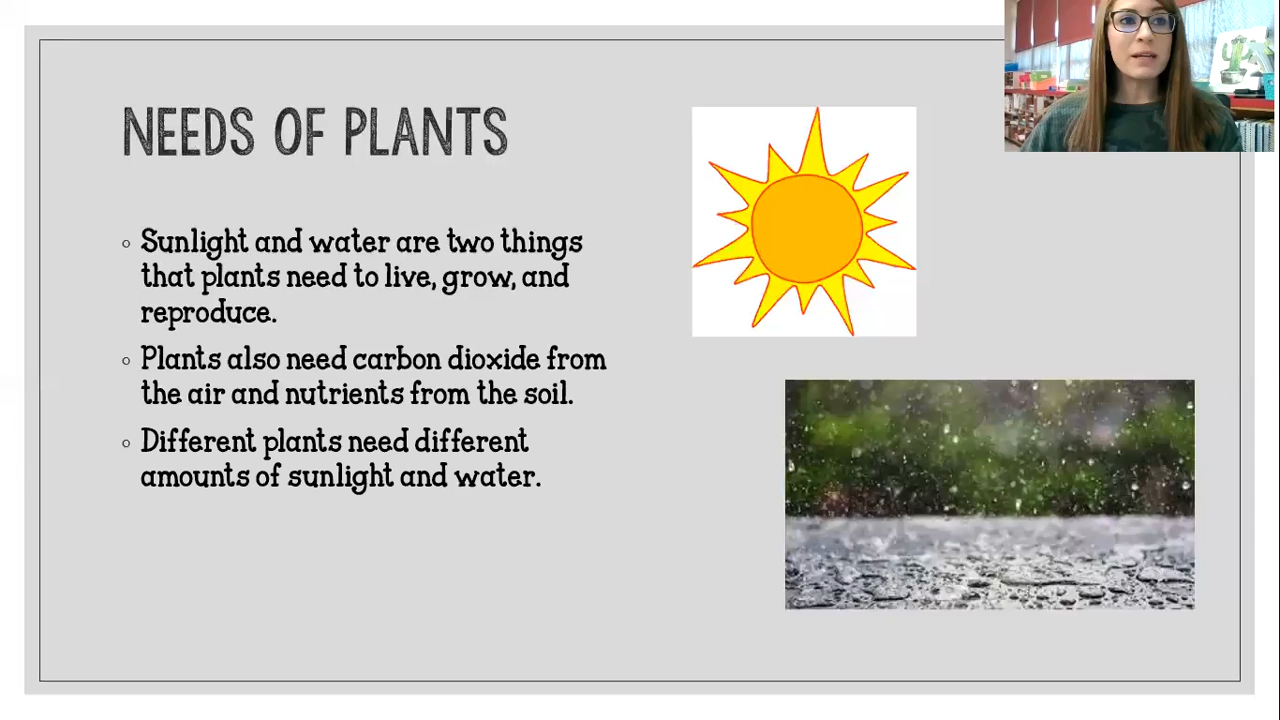 NEEDS OF PLANTS
Sunlight and water are two things
that plants need to live, grow, and
reproduce.
Plants also need carbon dioxide from
the air and nutrients from the soil.
Different plants need different
amounts of sunlight and water.